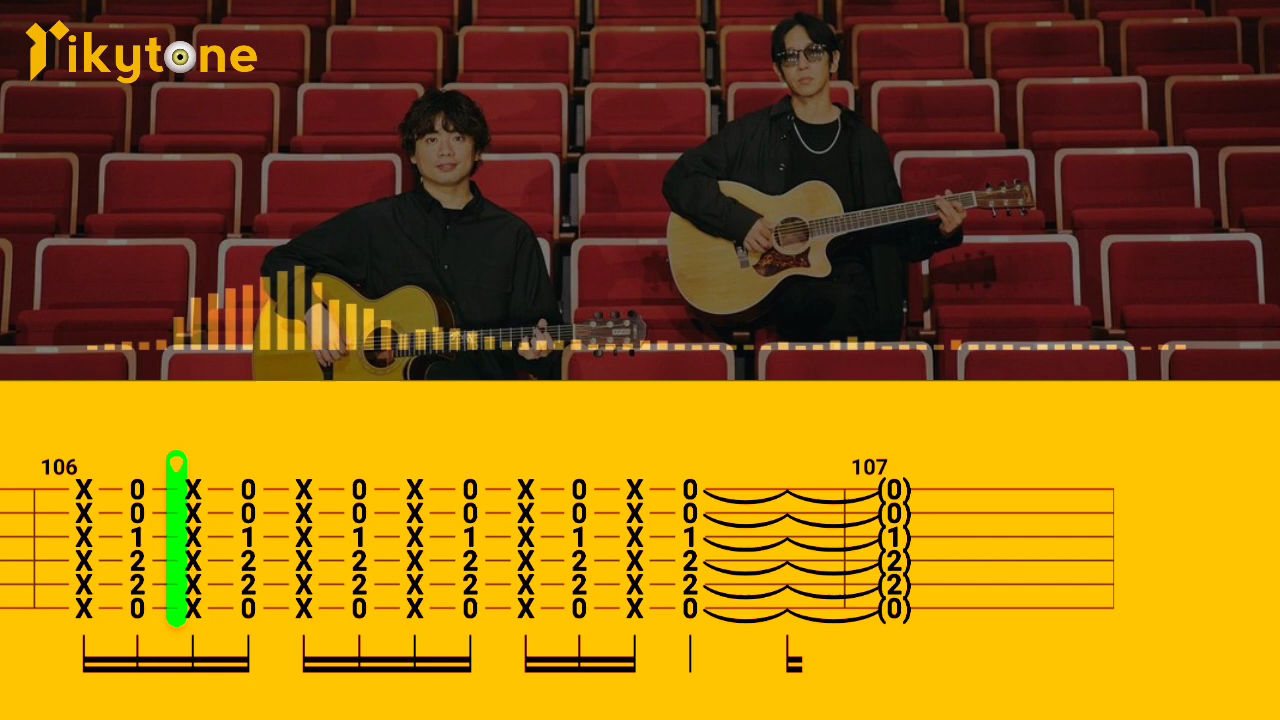 rikytone
106 107
X 0 X 0 X 0 X 0 X 0 X 0 (0)
X 0 X 0 X 0 X 0 X 0 X 0 (0)
X 1 X 1 X 1 X 1 X 1 X 1 (1)
X 2 X 2 X 2 X 2 X 2 X 2 (2)
X 2 X 2 X 2 X 2 X 2 X 2 (2)
X 0 X 0 X 0 X 0 X 0 X 0 (0)